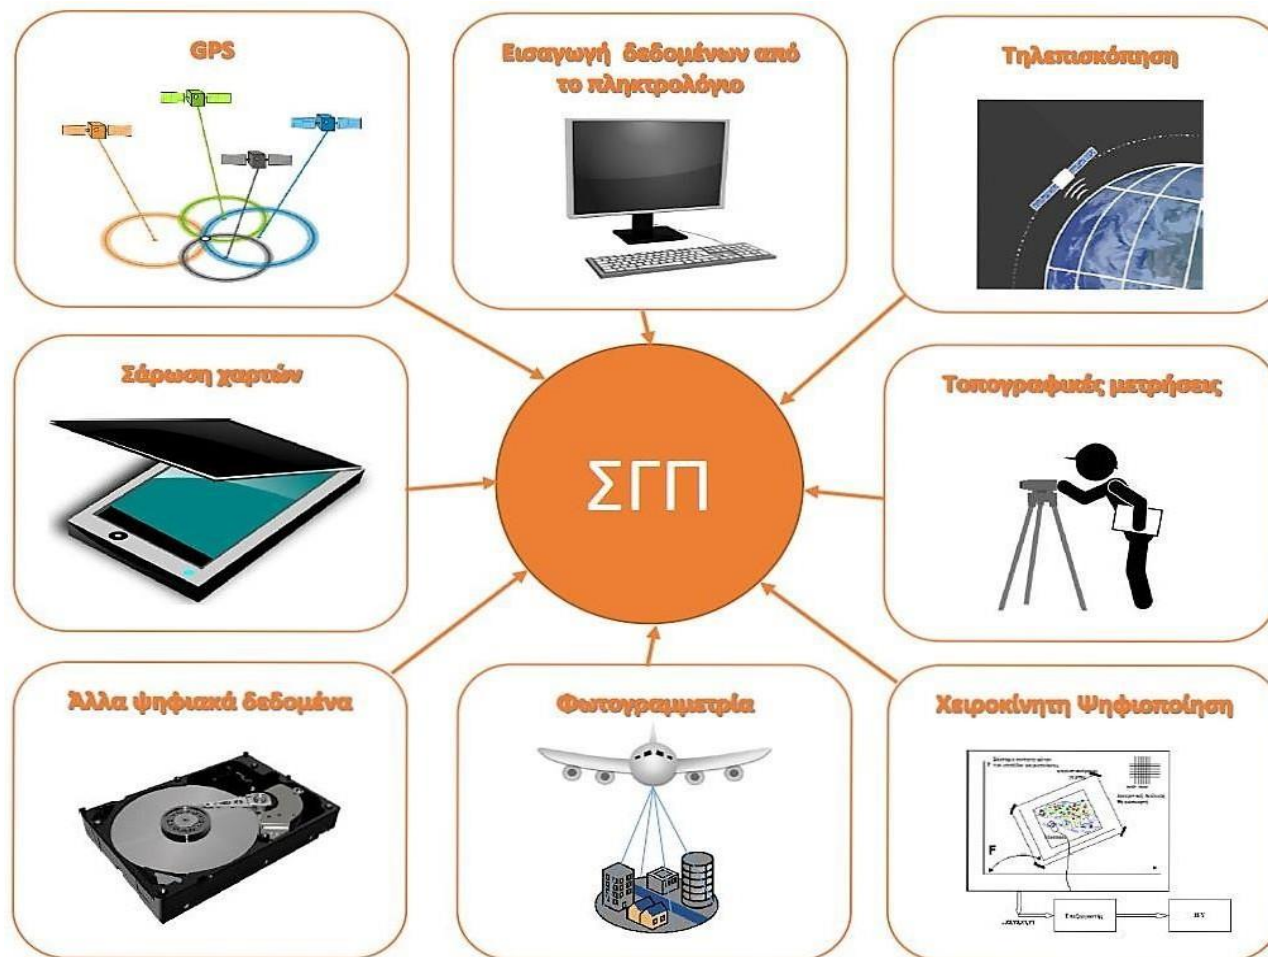 GPS
Εισαγωγή δεδομένων από
το πληκτρολόγιο
Τηλεπισκόπηση
Σάρωση χαρτών
ΣΓΠ
Τοπογραφικές μετρήσεις
Άλλα ψηφιακά δεδομένα
Φωτογραμμετρία
Χειροκίνητη Ψηφιοποίηση
F